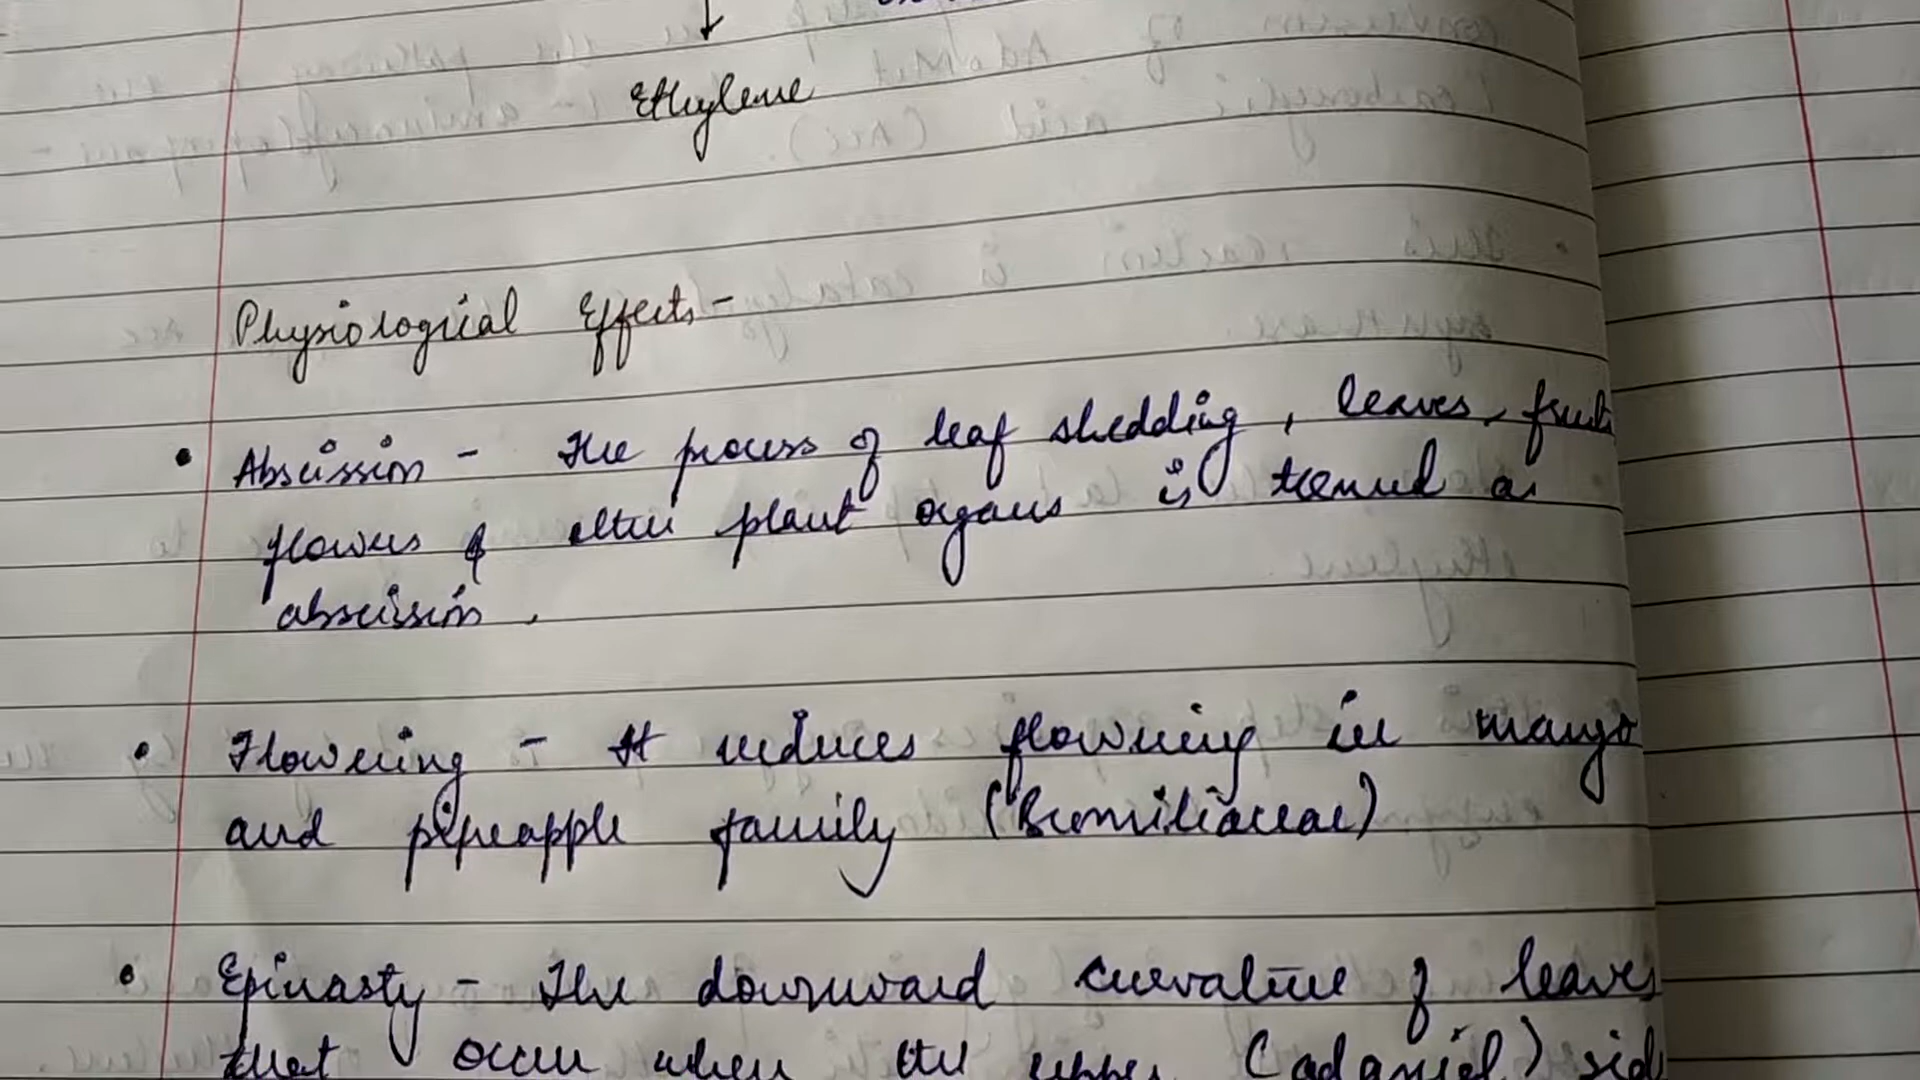 Ethylene
Physiological Effects-
• Abscission - The process of leaf shedding, leaves, fruits
flowers & other plant organs is termed as
abscission.
• Flowering - It reduces flowering in mango
and pineapple family (Bromiliaceae)
• Epinasty - The downward curvature of leaves
that occur when the upper (adaxial) side